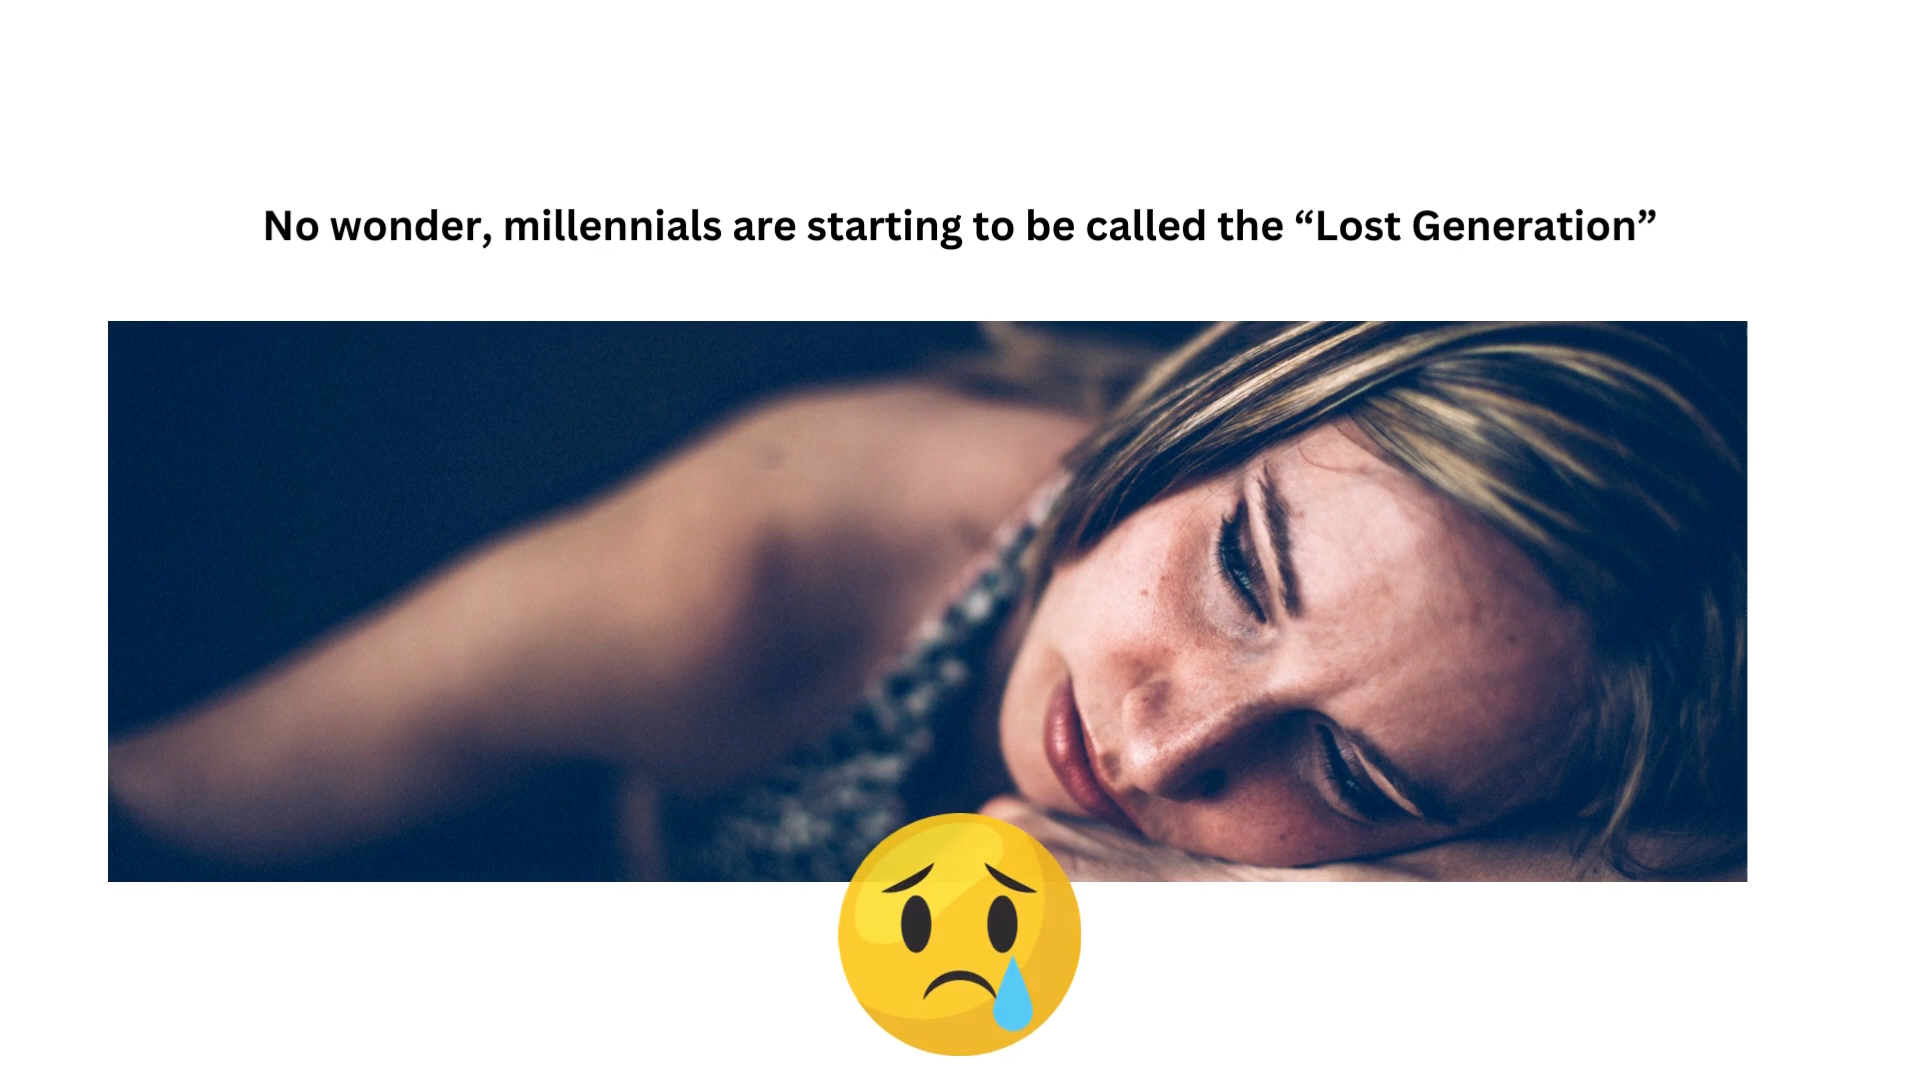 No wonder, millennials are starting to be called the “Lost Generation”